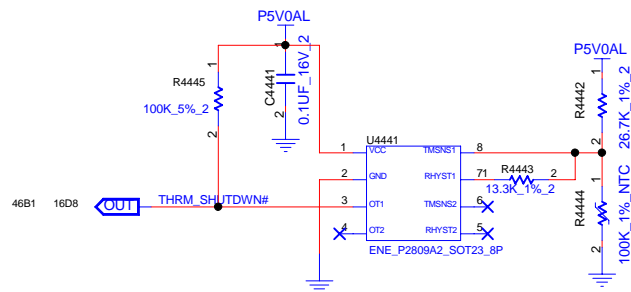 P5V0AL
1
R4445
100K_5%_2
2
1
C4441
2
0.1UF_16V_2
46B1 16D8
OUT
THRM_SHUTDWN#
U4441
1 VCC TMSNS1 8
2 GND RHYST1 7
3 OT1 TMSNS2 6
4 OT2 RHYST2 5
ENE_P2809A2_SOT23_8P
1 R4443 2
13.3K_1%_2
P5V0AL
1
R4442
2
26.7K_1%_2
1
R4444
2
100K_1%_NTC